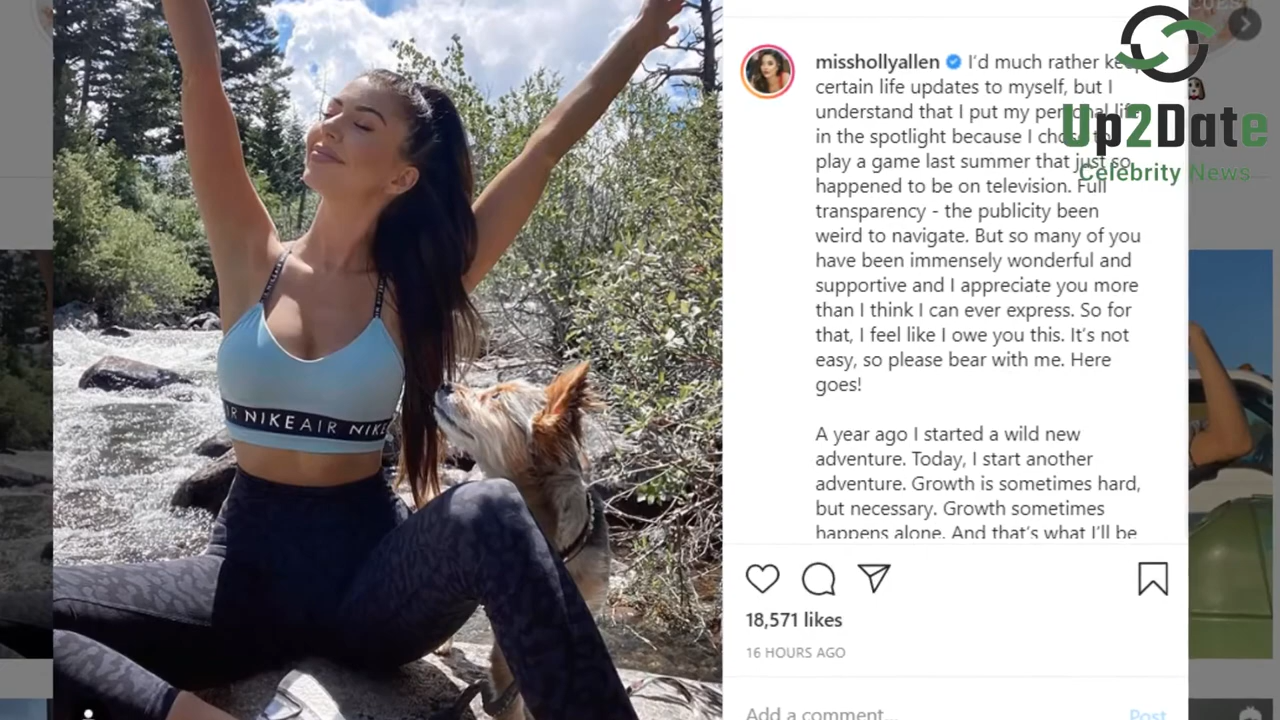 misshollyallen I'd much rather keep
certain life updates to myself, but I
understand that I put my personal life
in the spotlight because I chose to
play a game last summer that just so
happened to be on television. Full
transparency - the publicity been
weird to navigate. But so many of you
have been immensely wonderful and
supportive and I appreciate you more
than I think I can ever express. So for
that, I feel like I owe you this. It's not
easy, so please bear with me. Here
goes!
A year ago I started a wild new
adventure. Today, I start another
adventure. Growth is sometimes hard,
but necessary. Growth sometimes
happens alone. And that's what I'll be
18,571 likes
16 HOURS AGO
Add a comment...
Post
Up2Date
Celebrity News
IR NIKE AIR NIKE